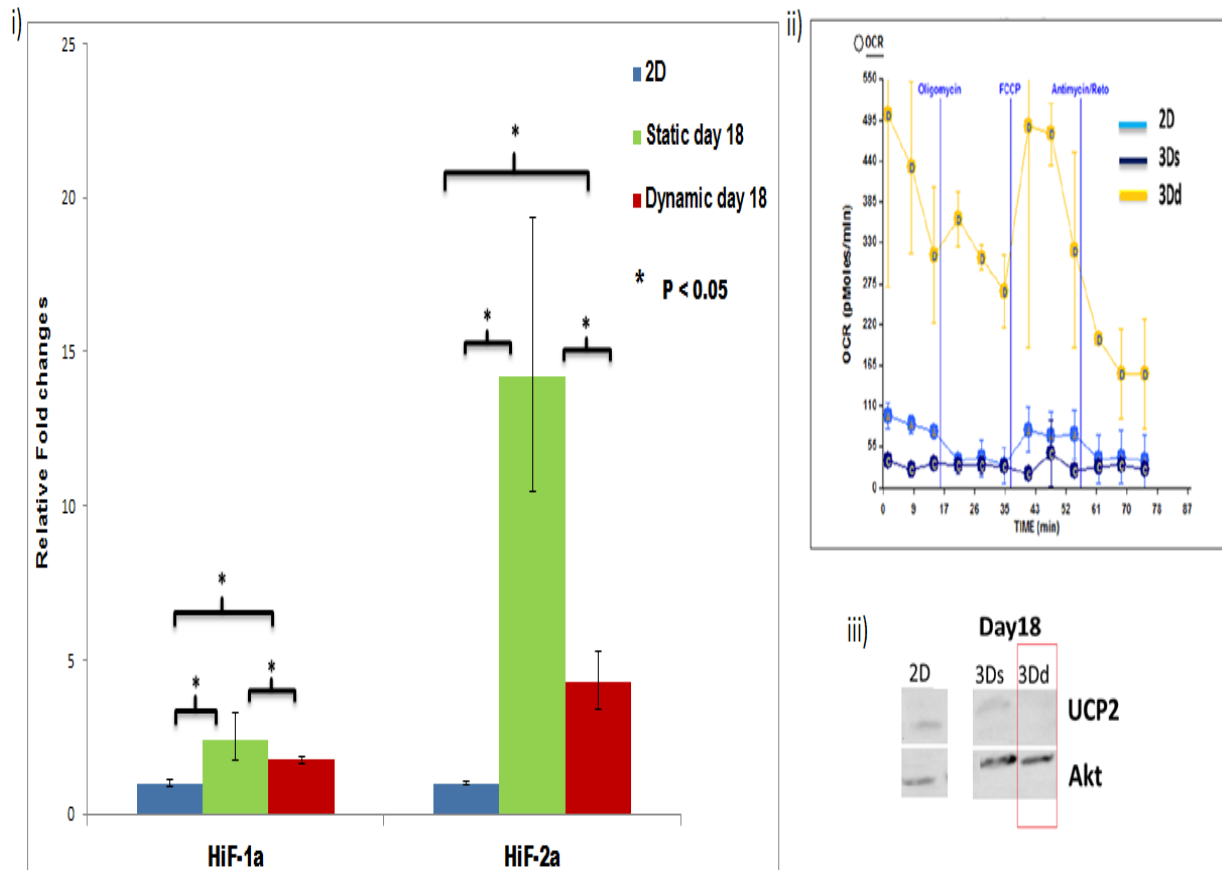 i)
25
20
15
10
5
0
Relative Fold changes
2D
Static day 18
Dynamic day 18
* P < 0.05
*
*
*
*
*
*
HiF-1a
HiF-2a
ii)
OCR
550
495
440
385
330
275
220
165
110
55
0
OCR (pMoles/min)
Oligomycin
FCCP
Antimycin/Reto
2D
3Ds
3Dd
0 9 17 26 35 43 52 61 70 78 87
TIME (min)
iii)
Day18
2D
3Ds 3Dd
UCP2
Akt